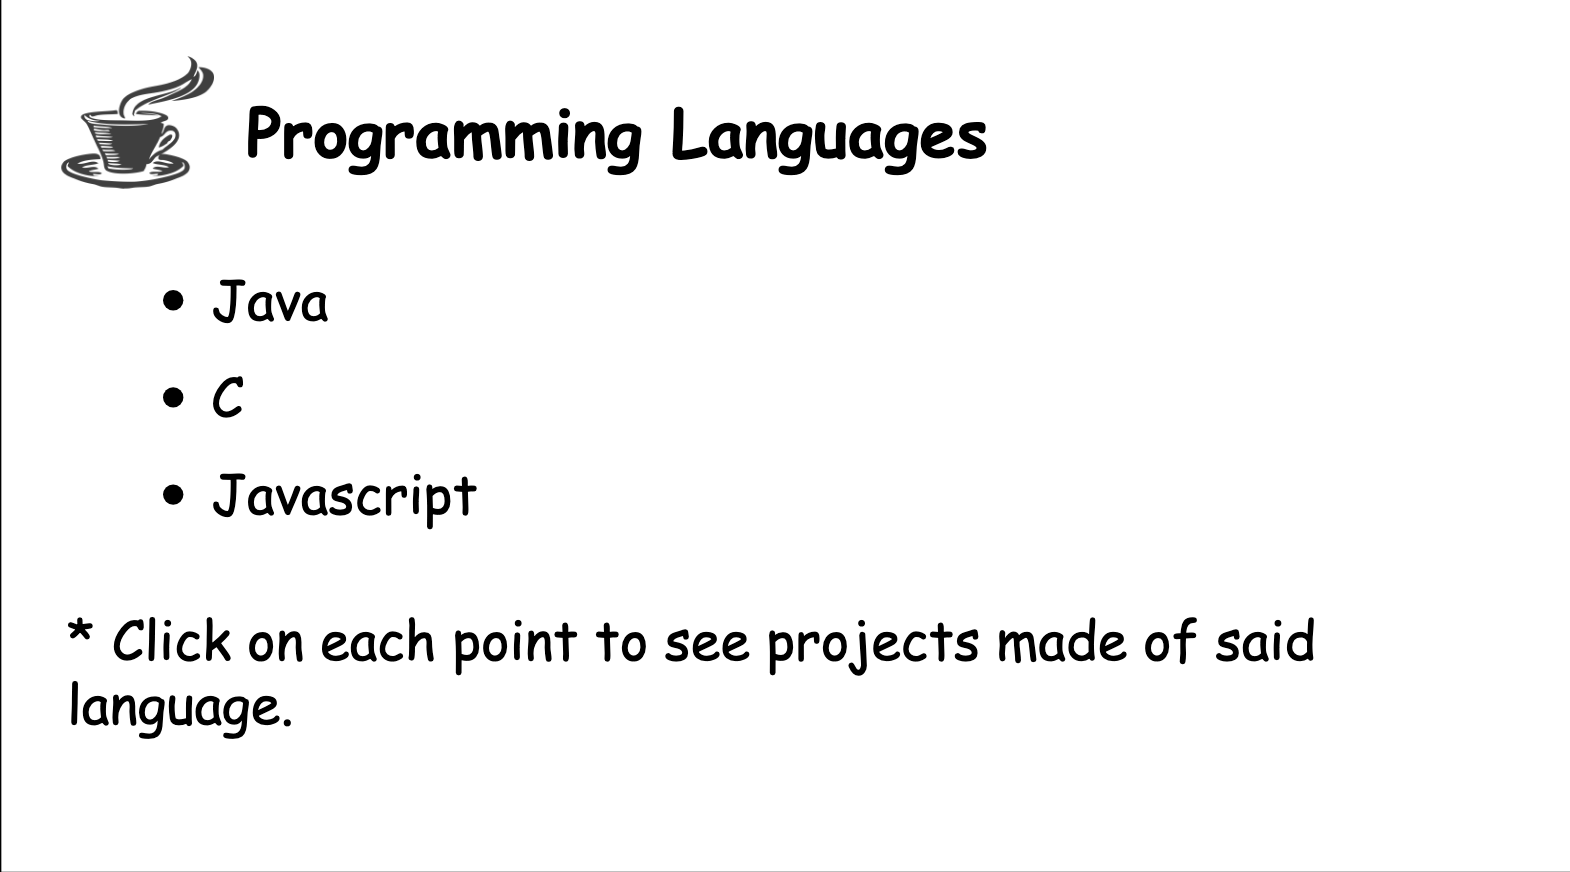 Programming Languages
• Java
• C
• Javascript
* Click on each point to see projects made of said
language.